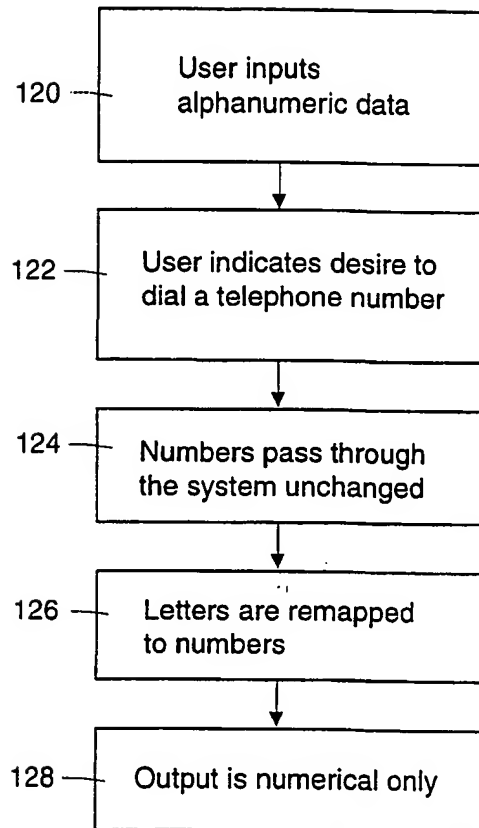 120
User inputs
alphanumeric data
122
User indicates desire to
dial a telephone number
124
Numbers pass through
the system unchanged
126
Letters are remapped
to numbers
128
Output is numerical only